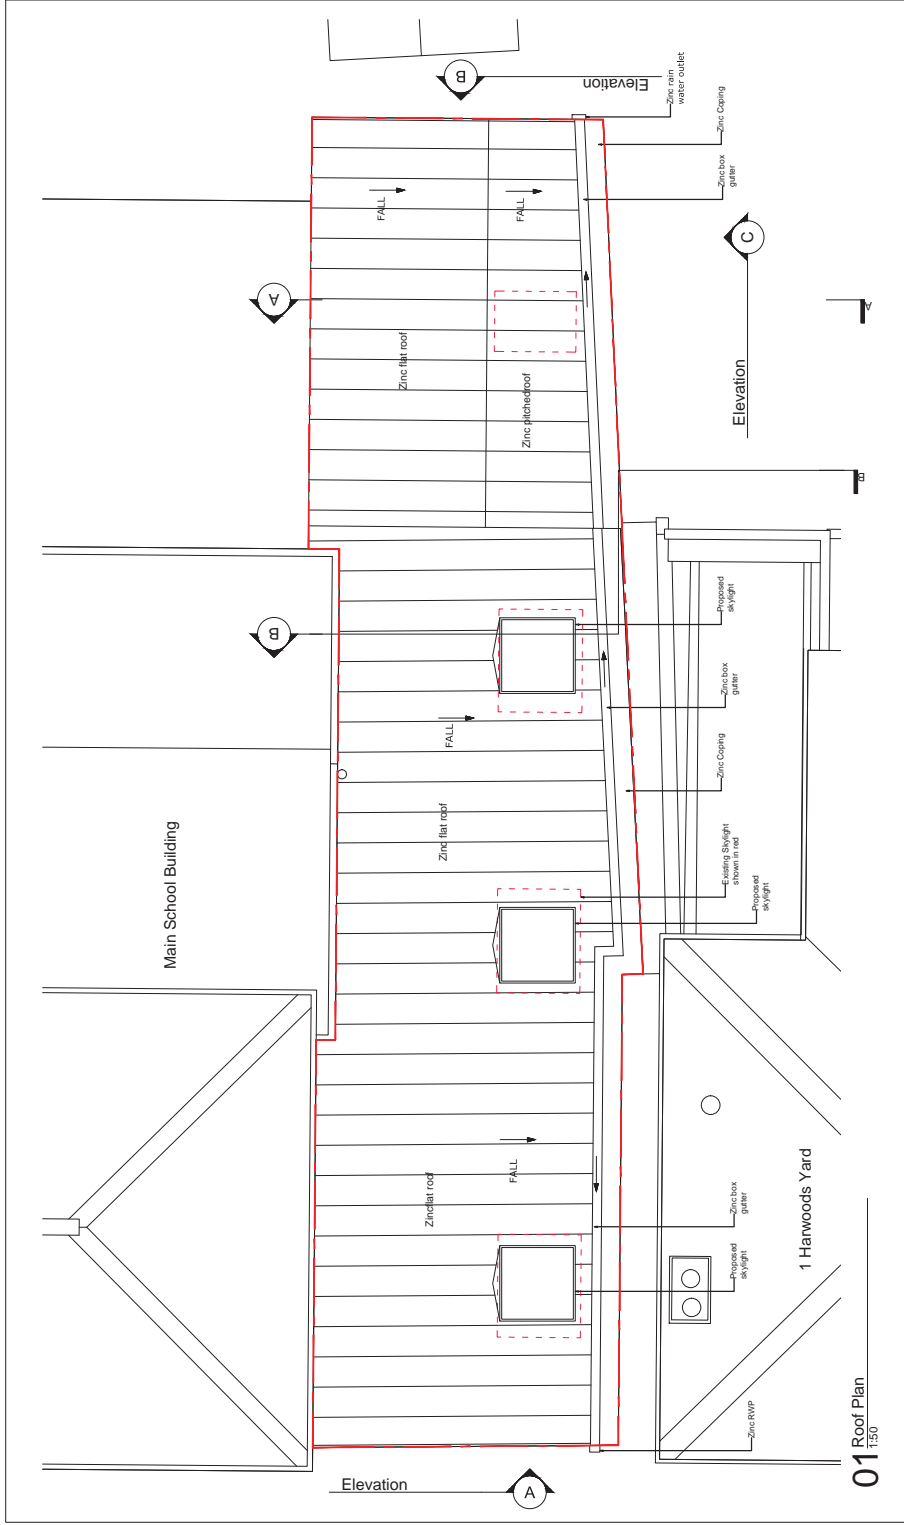 B
Elevation
Zinc rain
water outlet
Zinc Coping
Zinc box
gutter
FALL
FALL
C
Elevation
A
A
Zinc flat roof
Zinc pitchedroof
B
B
Proposed
skylight
Zinc box
gutter
FALL
Zinc Coping
Zinc flat roof
Main School Building
Existing Skylight
shown in red
Proposed
skylight
FALL
Zincflat roof
Zinc box
gutter
Proposed
skylight
1 Harwoods Yard
Zinc RWP
Elevation
A
01
Roof Plan
1:50